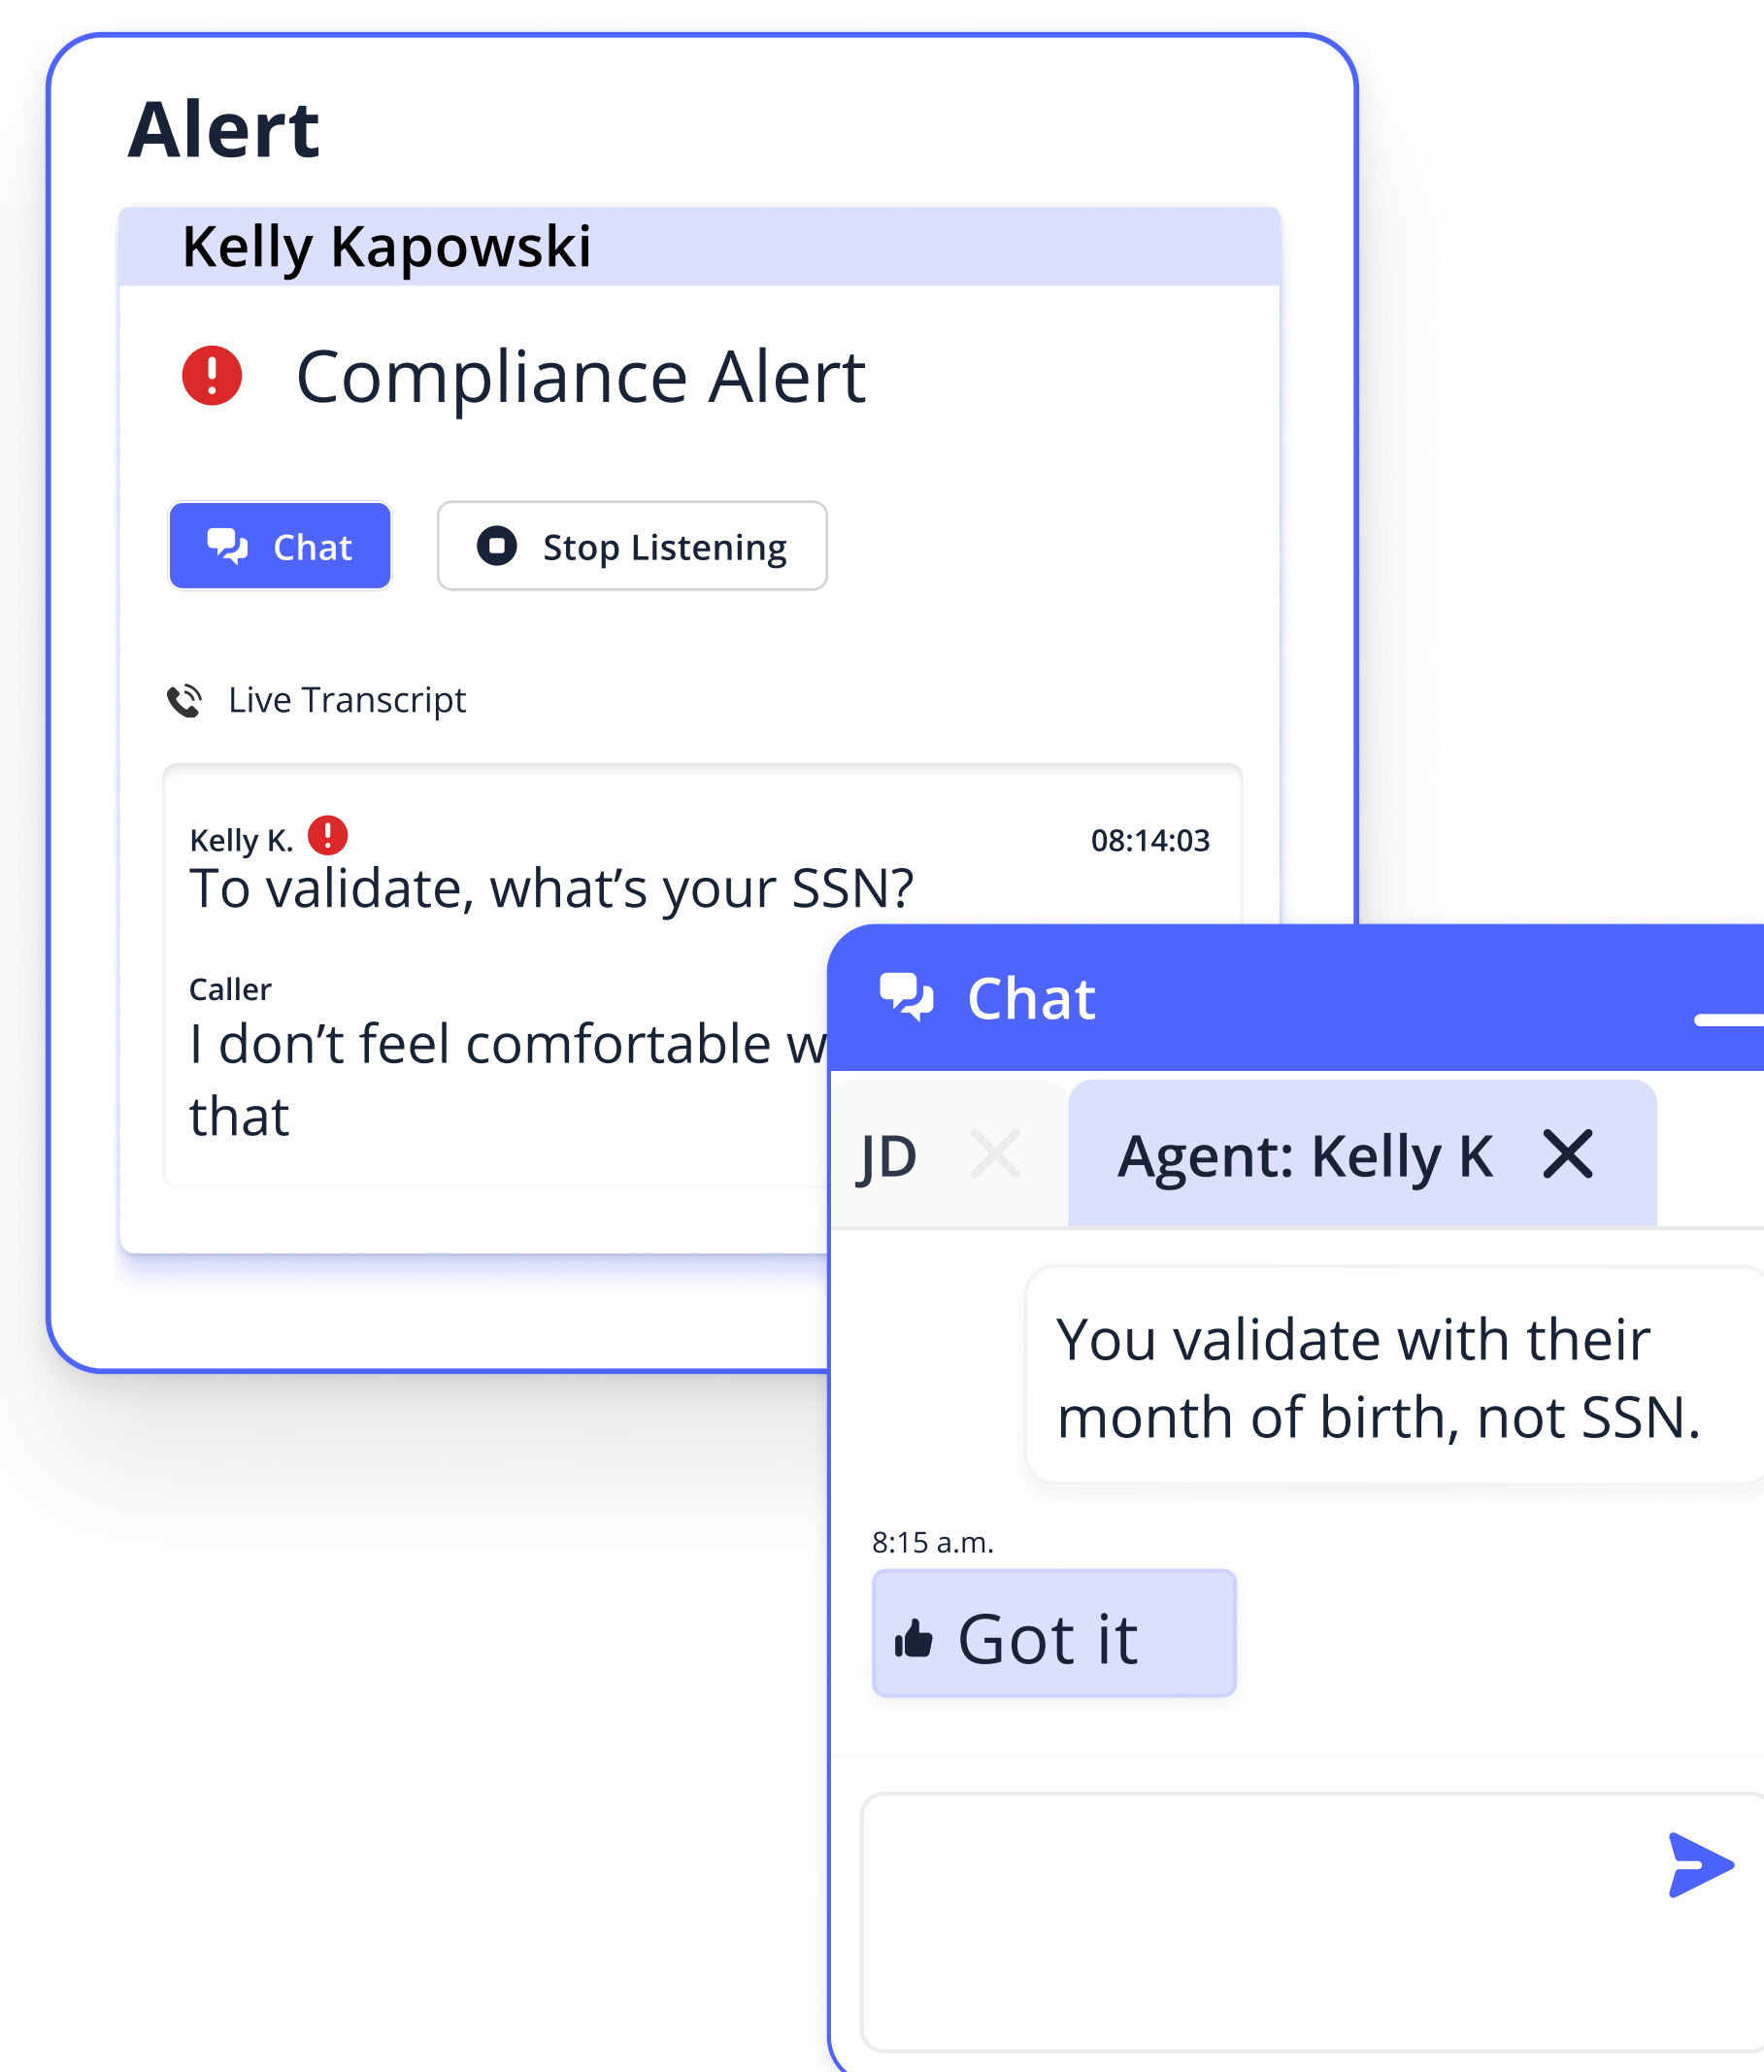 Alert
Kelly Kapowski
Compliance Alert
Chat
Stop Listening
Live Transcript
Kelly K.
08:14:03
To validate, what’s your SSN?
Caller
I don’t feel comfortable
that
Chat
JD
Agent: Kelly K
You validate with their
month of birth, not SSN.
8:15 a.m.
Got it